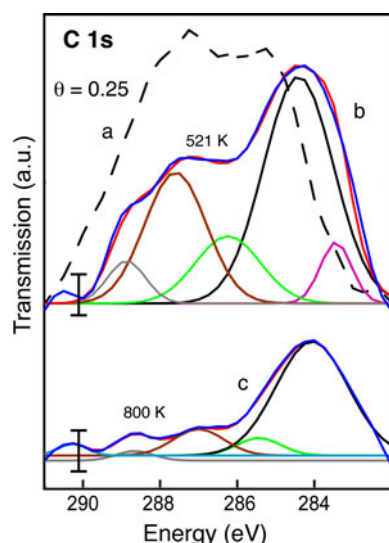 C 1s
θ = 0.25
a
521 K
b
c
800 K
Transmission (a.u.)
290 288 286 284
Energy (eV)